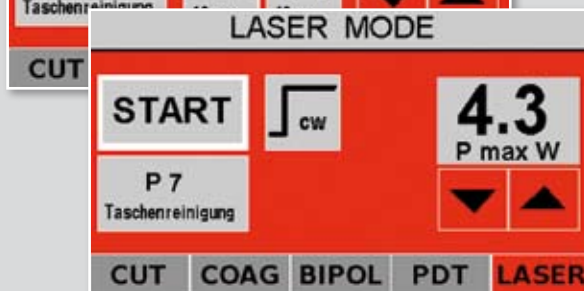 Taschenreinigung
CUT
LASER MODE
START
cw
4.3
P max W
P 7
Taschenreinigung
CUT COAG BIPOL PDT LASER